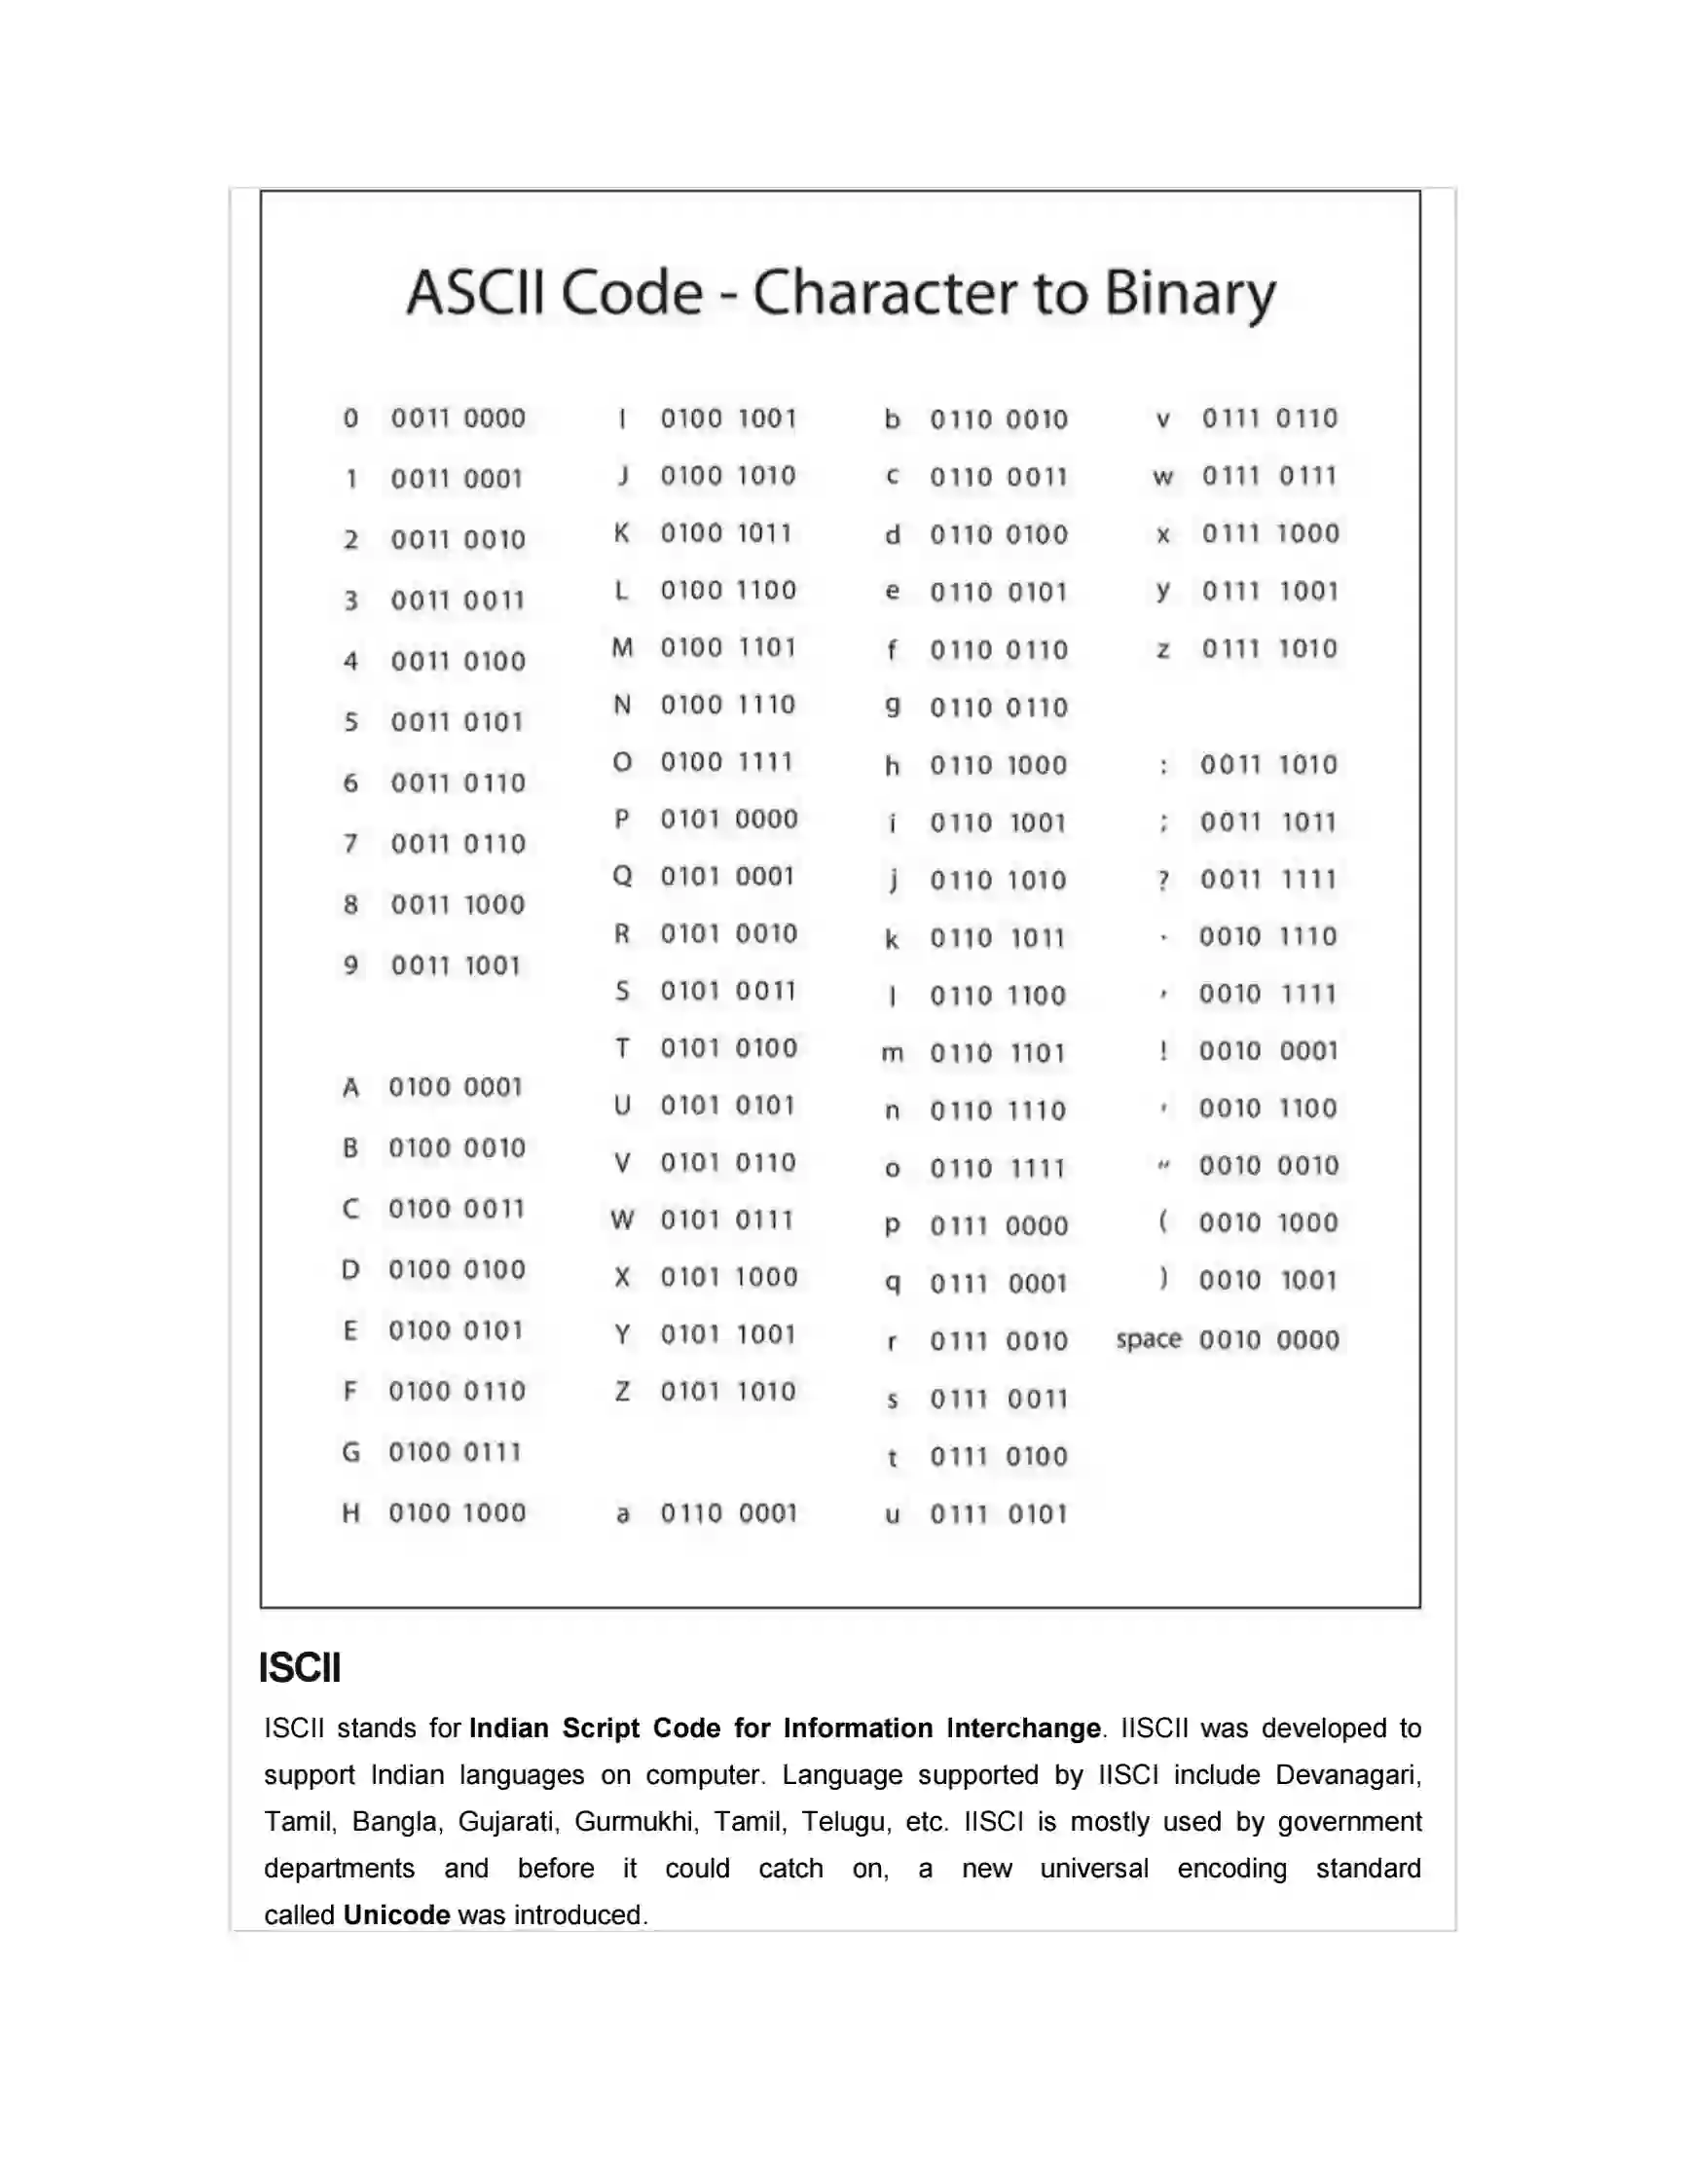 ASCII Code - Character to Binary
0 0011 0000
1 0011 0001
2 0011 0010
3 0011 0011
4 0011 0100
5 0011 0101
6 0011 0110
7 0011 0110
8 0011 1000
9 0011 1001
A 0100 0001
B 0100 0010
C 0100 0011
D 0100 0100
E 0100 0101
F 0100 0110
G 0100 0111
H 0100 1000
I 0100 1001
J 0100 1010
K 0100 1011
L 0100 1100
M 0100 1101
N 0100 1110
O 0100 1111
P 0101 0000
Q 0101 0001
R 0101 0010
S 0101 0011
T 0101 0100
U 0101 0101
V 0101 0110
W 0101 0111
X 0101 1000
Y 0101 1001
Z 0101 1010
a 0110 0001
b 0110 0010
c 0110 0011
d 0110 0100
e 0110 0101
f 0110 0110
g 0110 0110
h 0110 1000
i 0110 1001
j 0110 1010
k 0110 1011
l 0110 1100
m 0110 1101
n 0110 1110
o 0110 1111
p 0111 0000
q 0111 0001
r 0111 0010
s 0111 0011
t 0111 0100
u 0111 0101
v 0111 0110
w 0111 0111
x 0111 1000
y 0111 1001
z 0111 1010
: 0011 1010
; 0011 1011
? 0011 1111
. 0010 1110
, 0010 1111
! 0010 0001
, 0010 1100
" 0010 0010
( 0010 1000
) 0010 1001
space 0010 0000
ISCII
ISCII stands for Indian Script Code for Information Interchange. IISCII was developed to
support Indian languages on computer. Language supported by IISCI include Devanagari,
Tamil, Bangla, Gujarati, Gurmukhi, Tamil, Telugu, etc. IISCI is mostly used by government
departments and before it could catch on, a new universal encoding standard
called Unicode was introduced.